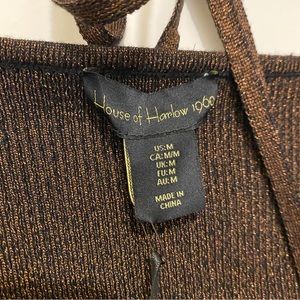 House of Harlow 1960
US:M
CA:M/M
UK:M
EU:M
AU:M
MADE IN
CHINA